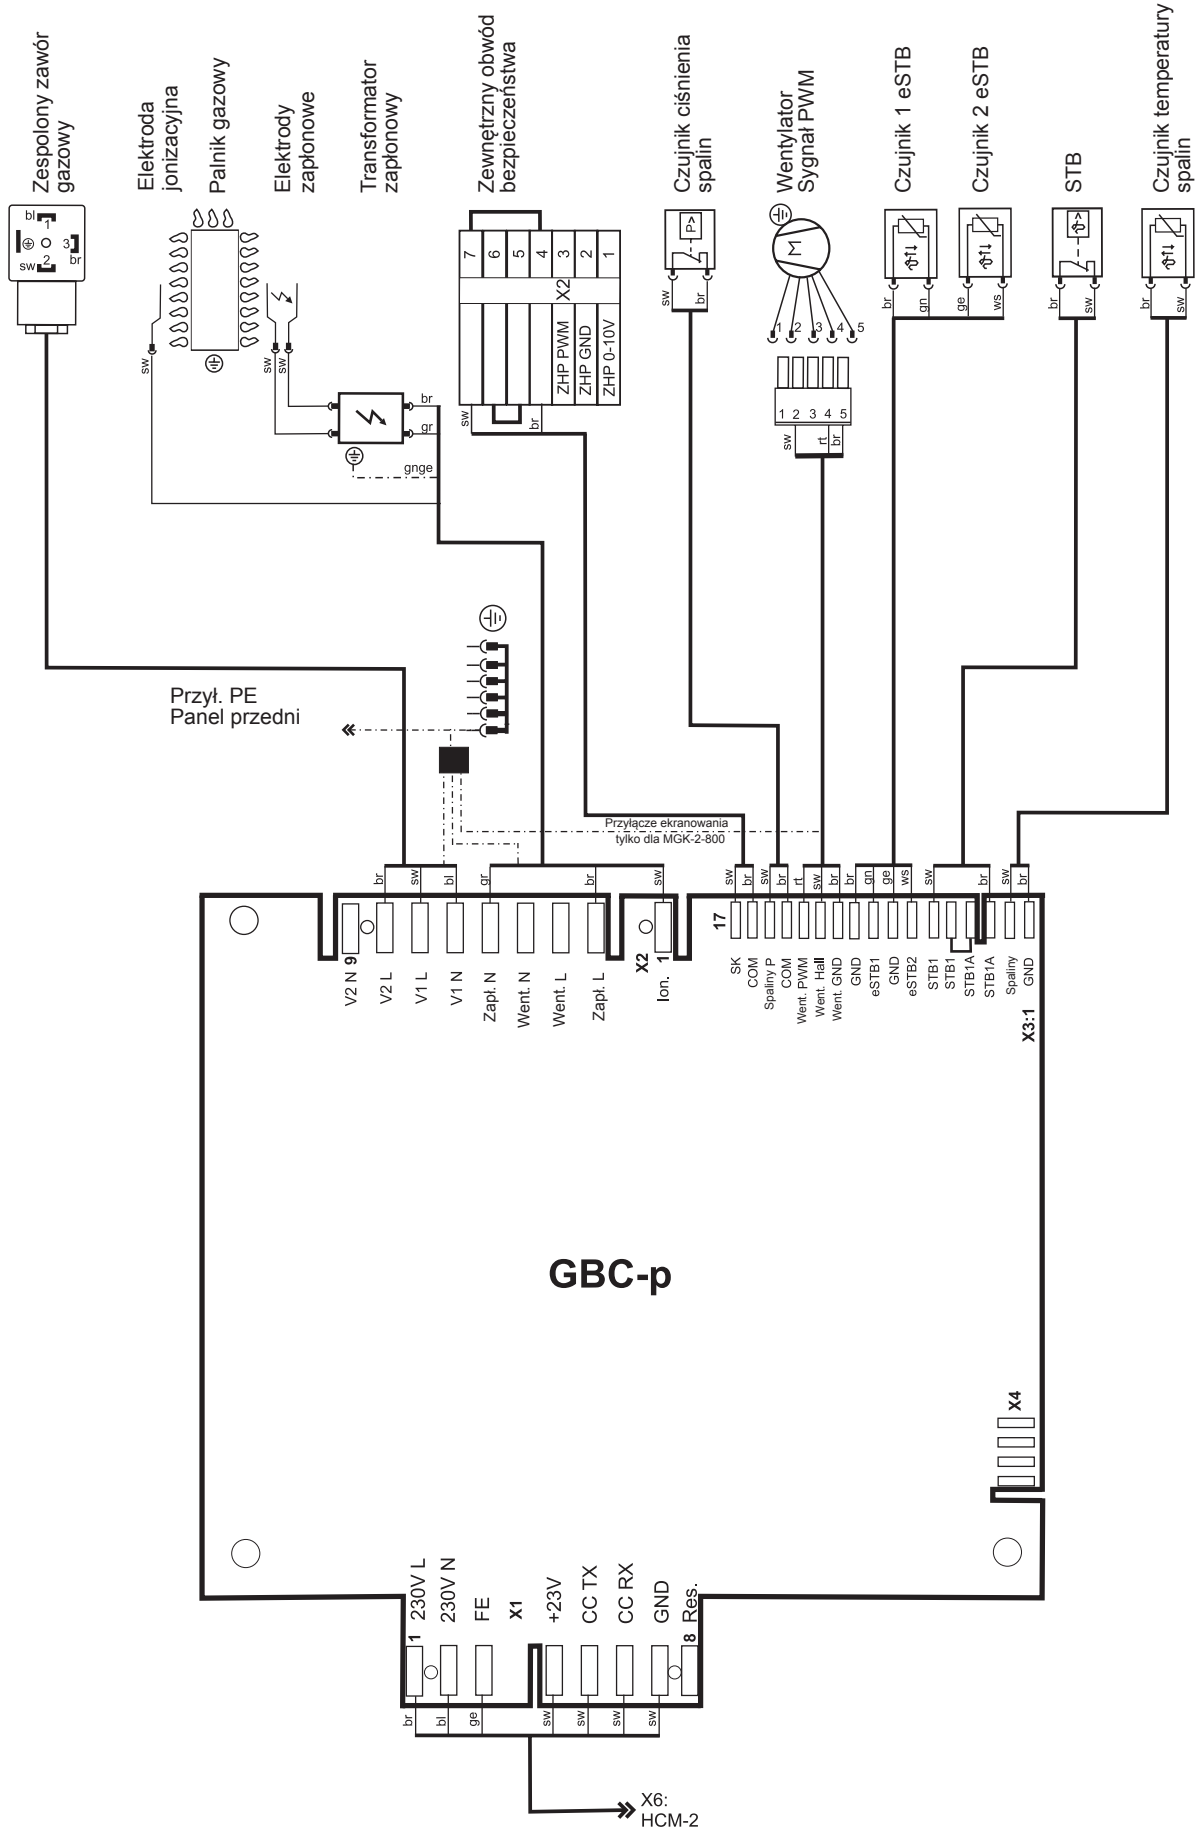 Zespolony zawór
gazowy
Elektroda
jonizacyjna
Palnik gazowy
Elektrody
zapłonowe
Transformator
zapłonowy
Zewnętrzny obwód
bezpieczeństwa
Czujnik ciśnienia
spalin
Wentylator
Sygnał PWM
Czujnik 1 eSTB
Czujnik 2 eSTB
STB
Czujnik temperatury
spalin
bl
1
3
br
sw
2
sw
sw
sw
br
gr
gnge
7
6
5
4
3
2
1
X2
ZHP PWM
ZHP GND
ZHP 0-10V
sw
br
sw
br
P>
Σ
1
2
3
4
5
1
2
3
4
5
sw
rt
br
br
gn
ge
ws
ϑ
ϑ
br
sw
ϑ>
br
sw
ϑ
Przył. PE
Panel przedni
Przyłącze ekranowania
tylko dla MGK-2-800
br
sw
bl
gr
br
sw
sw
br
sw
br
rt
sw
br
br
gn
ge
ws
sw
br
sw
br
V2 N
9
V2 L
V1 L
V1 N
Zapł. N
Went. N
Went. L
Zapł. L
X2
Ion.
1
17
SK
COM
Spaliny P
COM
Went. PWM
Went. Hall
Went. GND
GND
eSTB1
GND
eSTB2
STB1
STB1
STB1A
STB1A
Spaliny
GND
X3:1
GBC-p
X4
1
230V L
230V N
FE
X1
+23V
CC TX
CC RX
GND
8
Res.
br
bl
ge
sw
sw
sw
sw
X6:
HCM-2